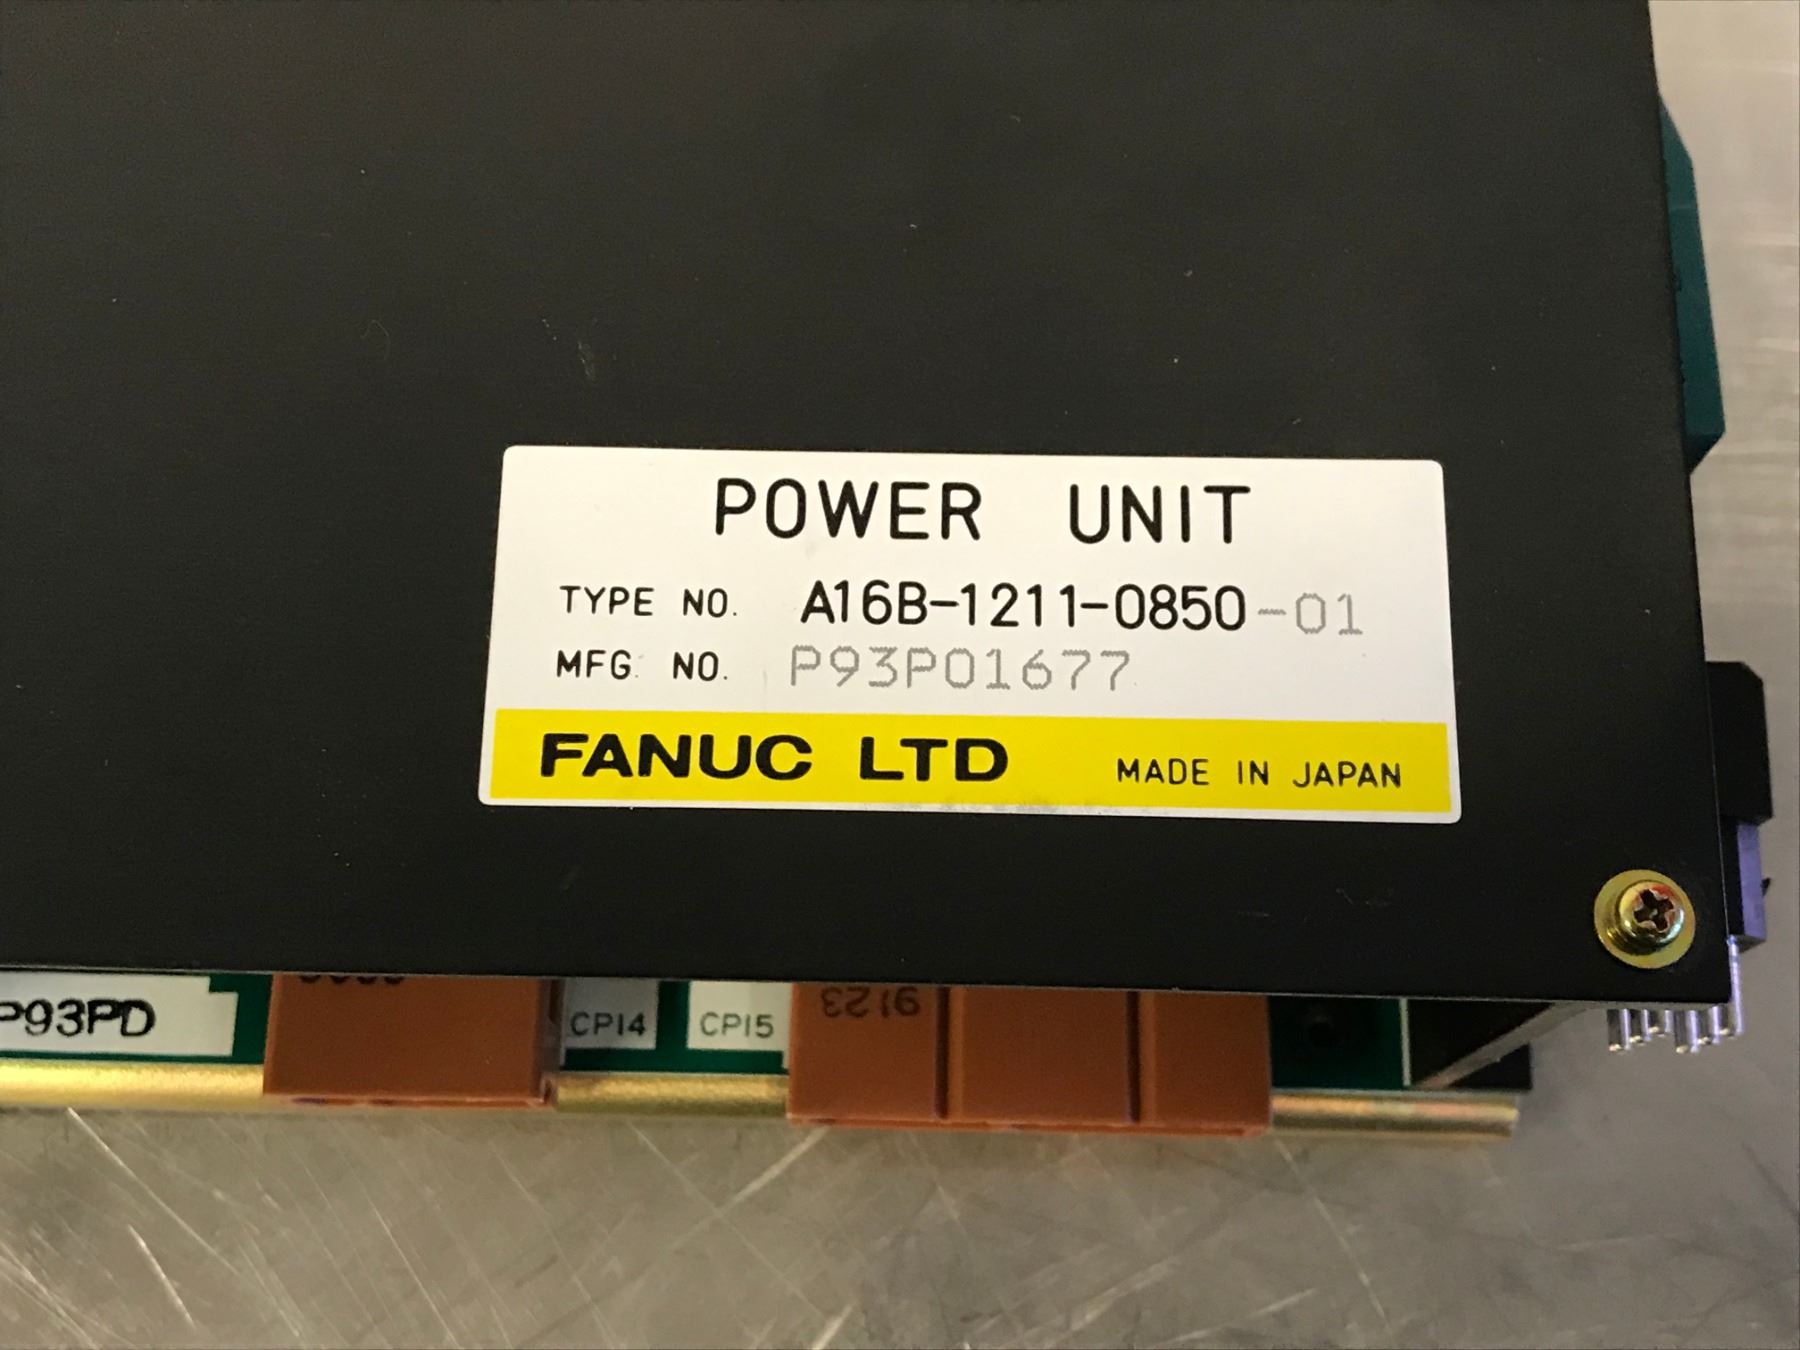 POWER UNIT
TYPE NO. A16B-1211-0850-01
MFG. NO. P93P01677
FANUC LTD MADE IN JAPAN
P93PD
CP14
CP15
9123